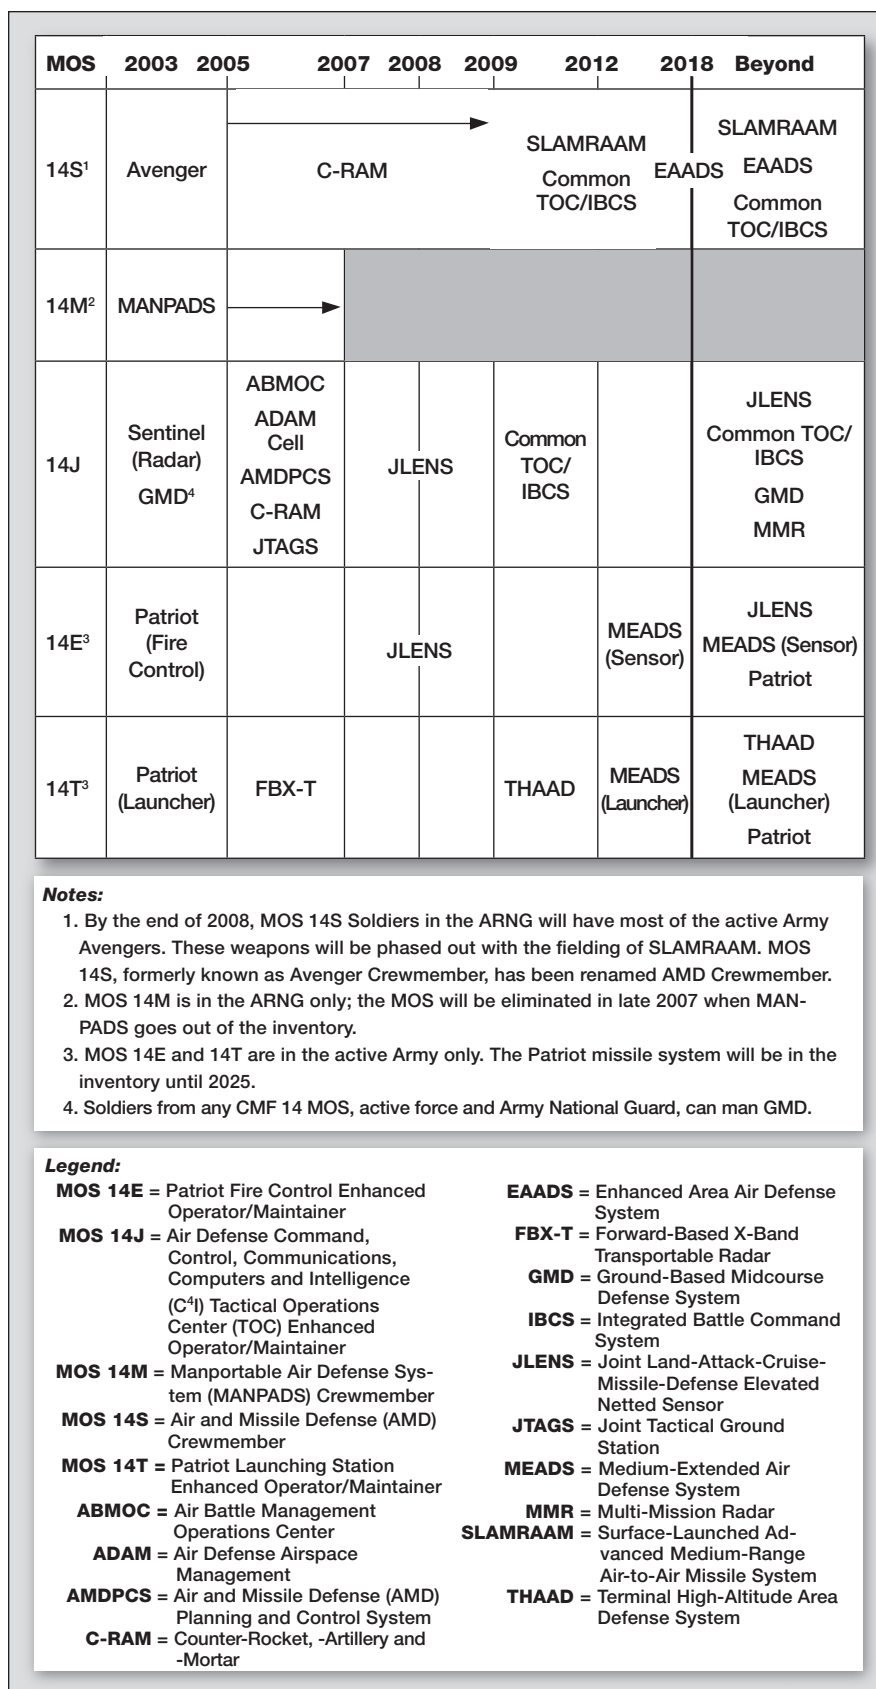 MOS 2003 2005 2007 2008 2009 2012 2018 Beyond
14S¹ Avenger C-RAM SLAMRAAM
Common
TOC/IBCS
EAADS
SLAMRAAM
EAADS
Common
TOC/IBCS
14M² MANPADS
14J
Sentinel
(Radar)
GMD⁴
ABMOC
ADAM
Cell
AMDPCS
C-RAM
JTAGS
JLENS
Common
TOC/
IBCS
JLENS
Common TOC/
IBCS
GMD
MMR
14E³
Patriot
(Fire
Control)
JLENS
MEADS
(Sensor)
JLENS
MEADS (Sensor)
Patriot
14T³
Patriot
(Launcher)
FBX-T
THAAD
MEADS
(Launcher)
THAAD
MEADS
(Launcher)
Patriot
Notes:
1. By the end of 2008, MOS 14S Soldiers in the ARNG will have most of the active Army
Avengers. These weapons will be phased out with the fielding of SLAMRAAM. MOS
14S, formerly known as Avenger Crewmember, has been renamed AMD Crewmember.
2. MOS 14M is in the ARNG only; the MOS will be eliminated in late 2007 when MAN-
PADS goes out of the inventory.
3. MOS 14E and 14T are in the active Army only. The Patriot missile system will be in the
inventory until 2025.
4. Soldiers from any CMF 14 MOS, active force and Army National Guard, can man GMD.
Legend:
MOS 14E = Patriot Fire Control Enhanced
Operator/Maintainer
MOS 14J = Air Defense Command,
Control, Communications,
Computers and Intelligence
(C⁴I) Tactical Operations
Center (TOC) Enhanced
Operator/Maintainer
MOS 14M = Manportable Air Defense Sys-
tem (MANPADS) Crewmember
MOS 14S = Air and Missile Defense (AMD)
Crewmember
MOS 14T = Patriot Launching Station
Enhanced Operator/Maintainer
ABMOC = Air Battle Management
Operations Center
ADAM = Air Defense Airspace
Management
AMDPCS = Air and Missile Defense (AMD)
Planning and Control System
C-RAM = Counter-Rocket, -Artillery and
-Mortar
EAADS = Enhanced Area Air Defense
System
FBX-T = Forward-Based X-Band
Transportable Radar
GMD = Ground-Based Midcourse
Defense System
IBCS = Integrated Battle Command
System
JLENS = Joint Land-Attack-Cruise-
Missile-Defense Elevated
Netted Sensor
JTAGS = Joint Tactical Ground
Station
MEADS = Medium-Extended Air
Defense System
MMR = Multi-Mission Radar
SLAMRAAM = Surface-Launched Ad-
vanced Medium-Range
Air-to-Air Missile System
THAAD = Terminal High-Altitude Area
Defense System